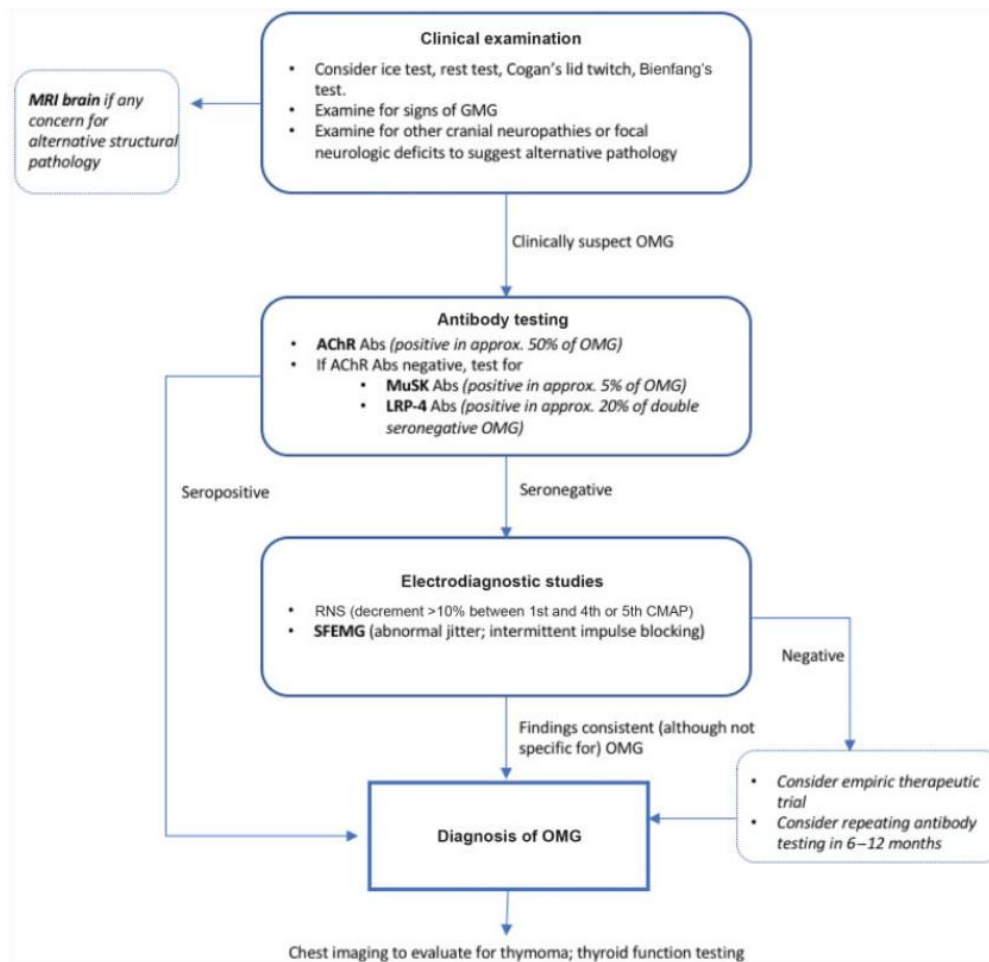 Clinical examination
• Consider ice test, rest test, Cogan's lid twitch, Bienfang's
test.
• Examine for signs of GMG
• Examine for other cranial neuropathies or focal
neurologic deficits to suggest alternative pathology
MRI brain if any
concern for
alternative structural
pathology
Clinically suspect OMG
Antibody testing
• AChR Abs (positive in approx. 50% of OMG)
• If AChR Abs negative, test for
• MuSK Abs (positive in approx. 5% of OMG)
• LRP-4 Abs (positive in approx. 20% of double
seronegative OMG)
Seropositive
Seronegative
Electrodiagnostic studies
• RNS (decrement >10% between 1st and 4th or 5th CMAP)
• SFEMG (abnormal jitter; intermittent impulse blocking)
Negative
Findings consistent (although not
specific for) OMG
• Consider empiric therapeutic
trial
• Consider repeating antibody
testing in 6–12 months
Diagnosis of OMG
Chest imaging to evaluate for thymoma; thyroid function testing